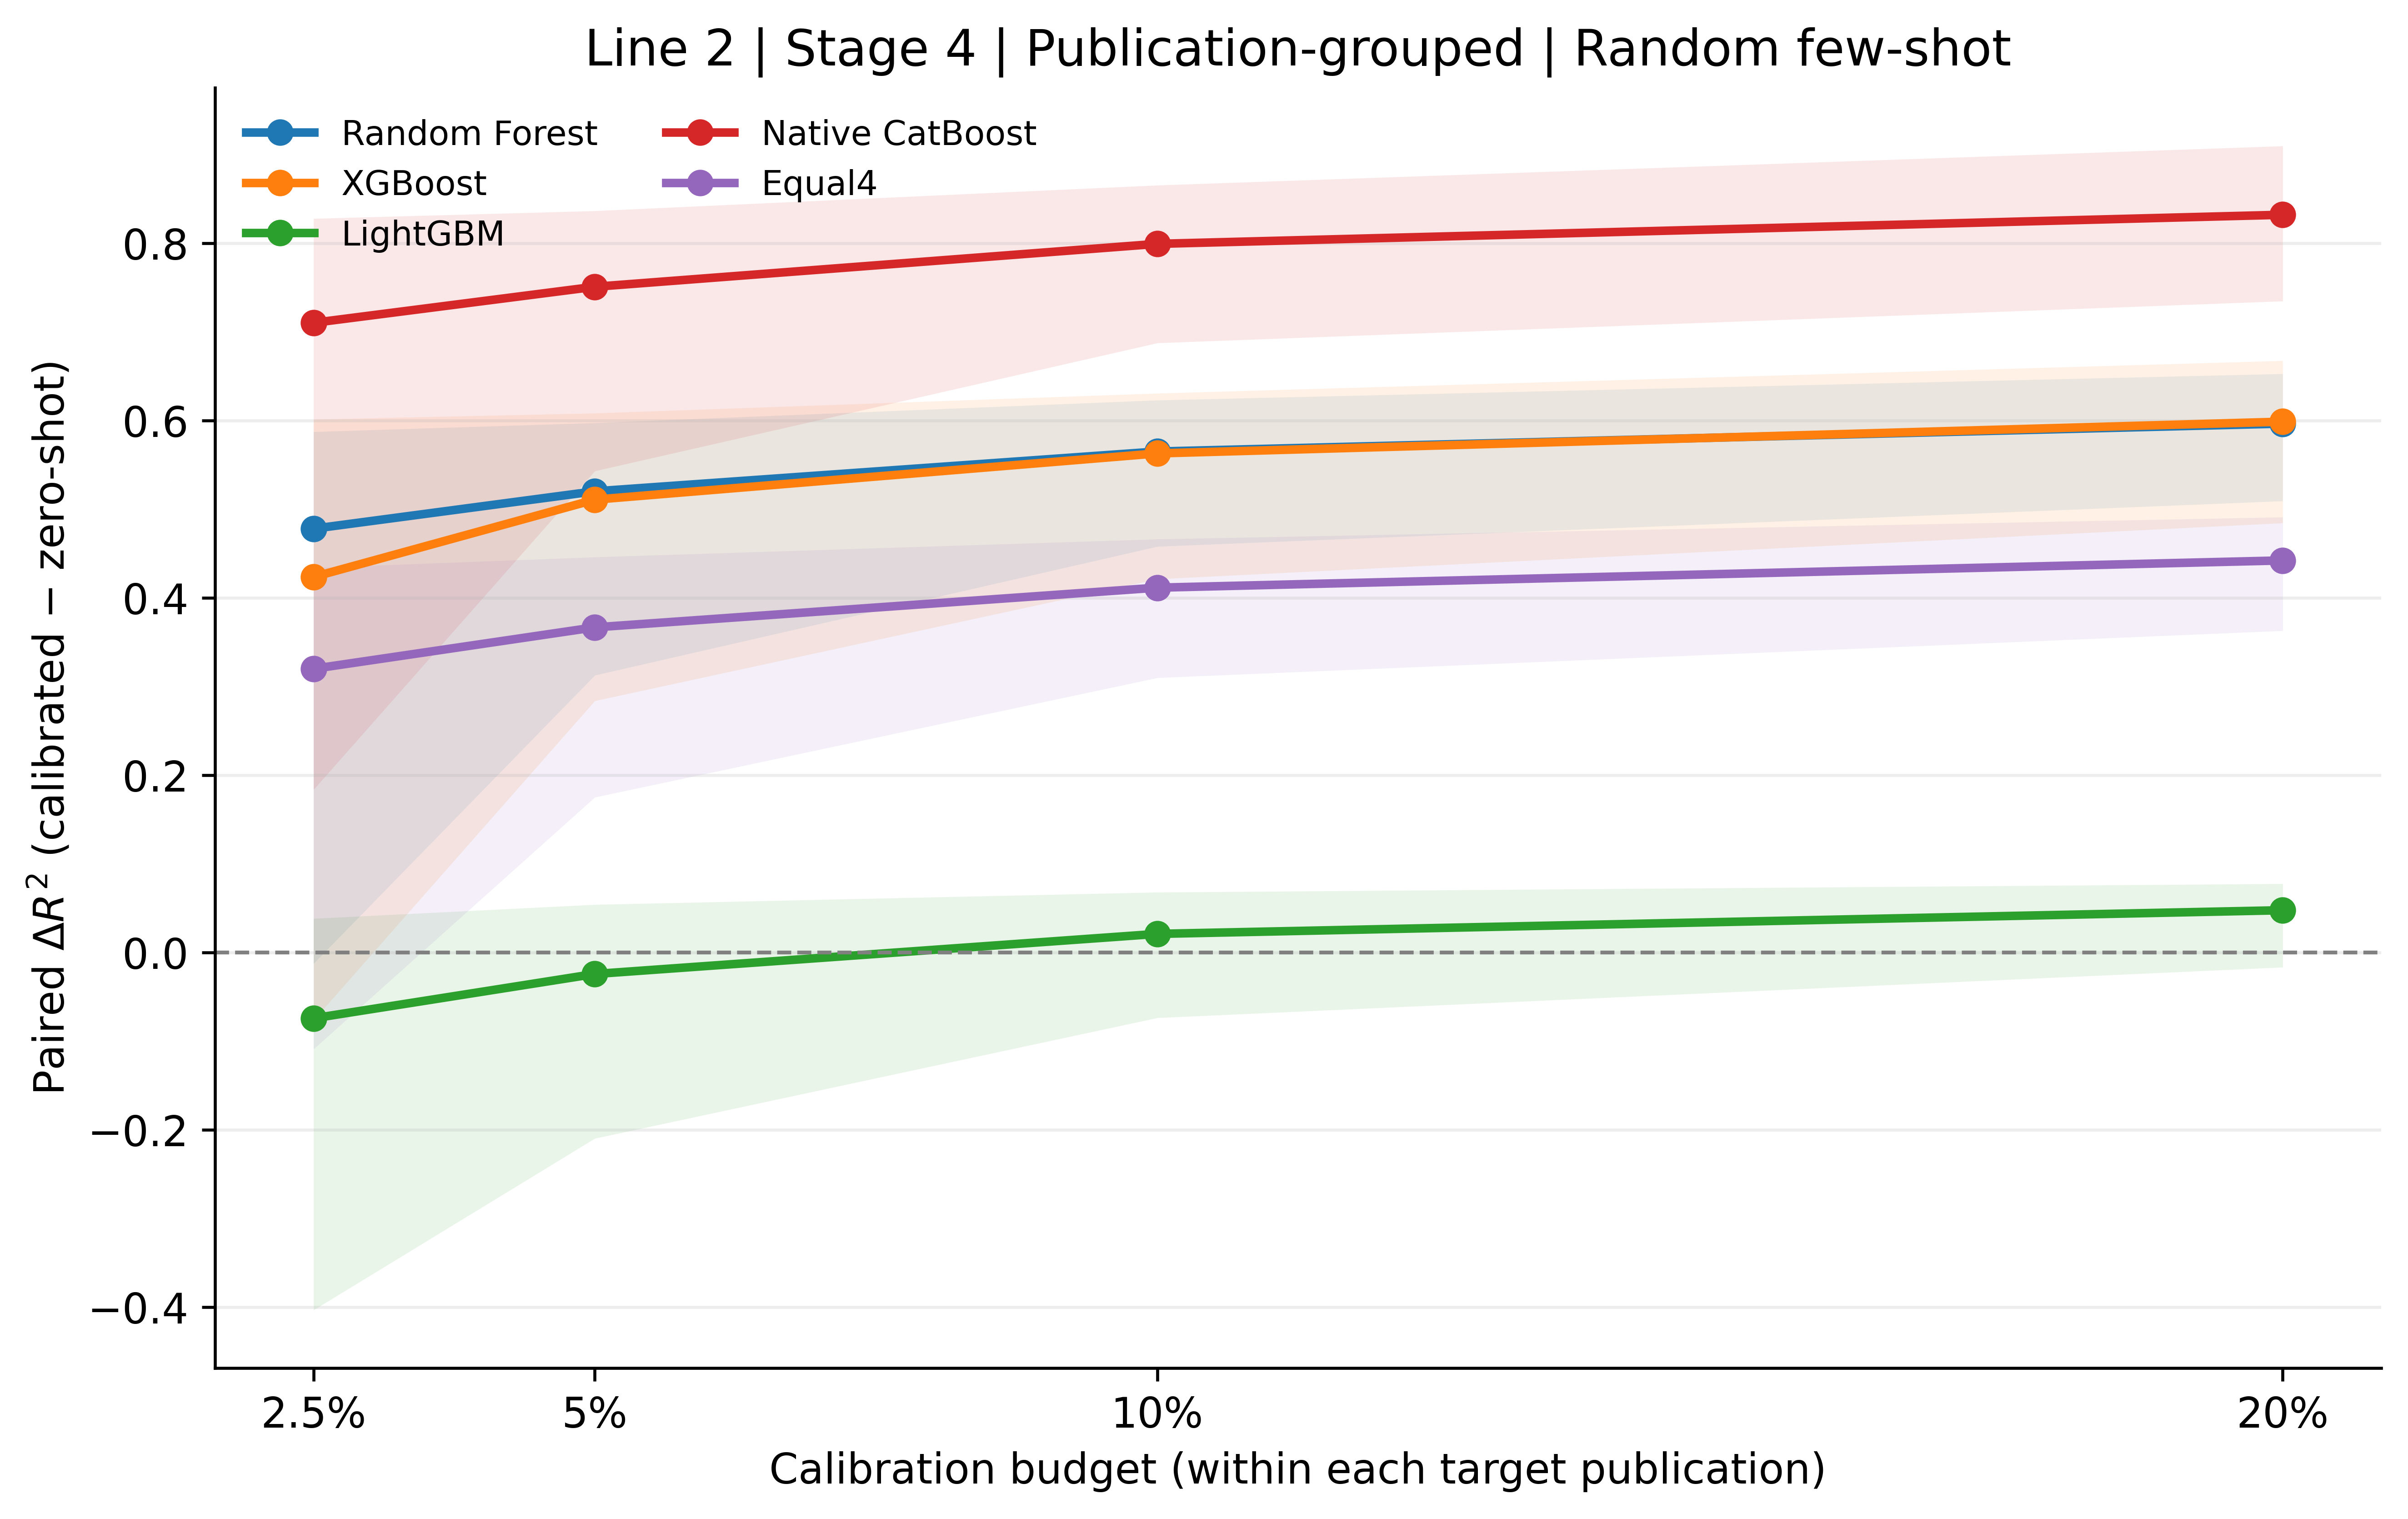 Line 2 | Stage 4 | Publication-grouped | Random few-shot
Random Forest
XGBoost
LightGBM
Native CatBoost
Equal4
Paired ΔR² (calibrated − zero-shot)
0.8
0.6
0.4
0.2
0.0
−0.2
−0.4
2.5%
5%
10%
20%
Calibration budget (within each target publication)